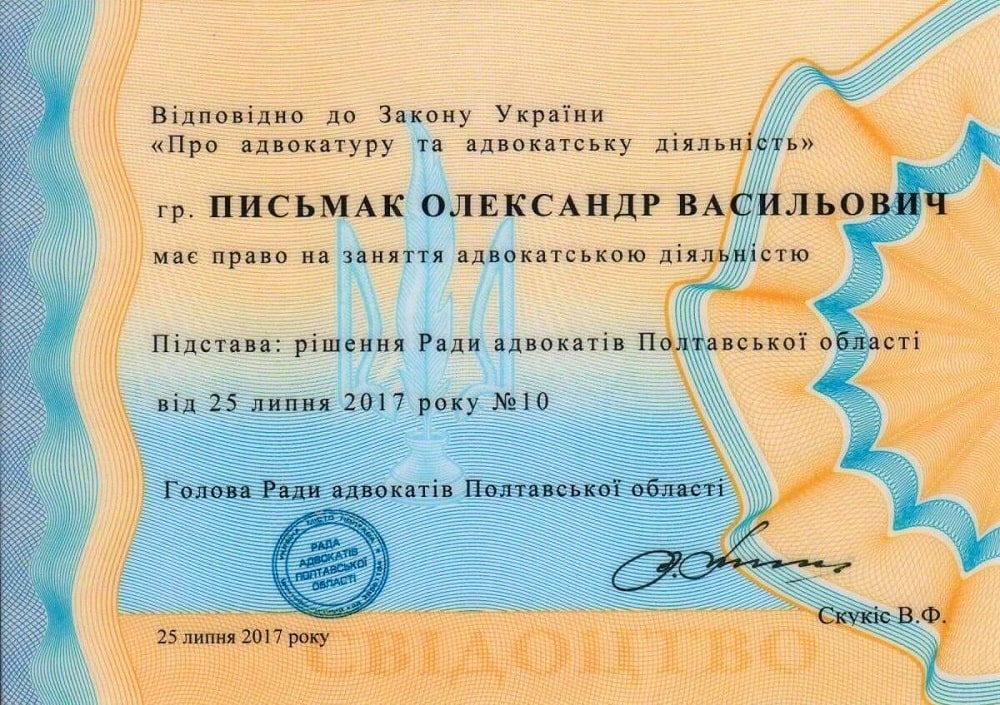 Відповідно до Закону України
«Про адвокатуру та адвокатську діяльність»
гр. ПИСЬМАК ОЛЕКСАНДР ВАСИЛЬОВИЧ
має право на заняття адвокатською діяльністю
Підстава: рішення Ради адвокатів Полтавської області
від 25 липня 2017 року №10
Голова Ради адвокатів Полтавської області
РАДА
АДВОКАТІВ
ПОЛТАВСЬКОЇ
ОБЛАСТІ
Скукіс В.Ф.
25 липня 2017 року
СВІДОЦТВО